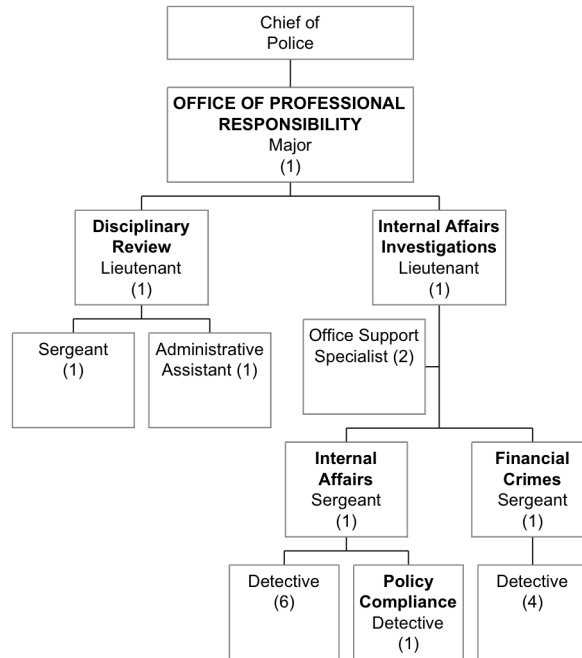 Chief of
Police
OFFICE OF PROFESSIONAL
RESPONSIBILITY
Major
(1)
Disciplinary
Review
Lieutenant
(1)
Internal Affairs
Investigations
Lieutenant
(1)
Sergeant
(1)
Administrative
Assistant (1)
Office Support
Specialist (2)
Internal
Affairs
Sergeant
(1)
Financial
Crimes
Sergeant
(1)
Detective
(6)
Policy
Compliance
Detective
(1)
Detective
(4)